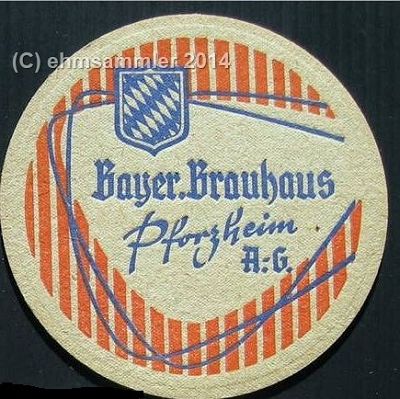 (C) ehmsammler 2014
Bayer. Brauhaus
Pforzheim
A.:G.